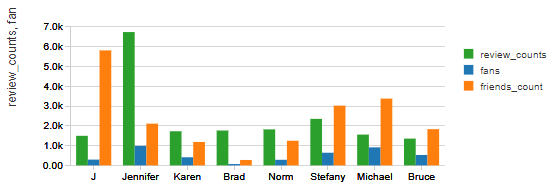 review_counts, fan
7.0k
6.0k
5.0k
4.0k
3.0k
2.0k
1.0k
0.00
J Jennifer Karen Brad Norm Stefany Michael Bruce
review_counts
fans
friends_count